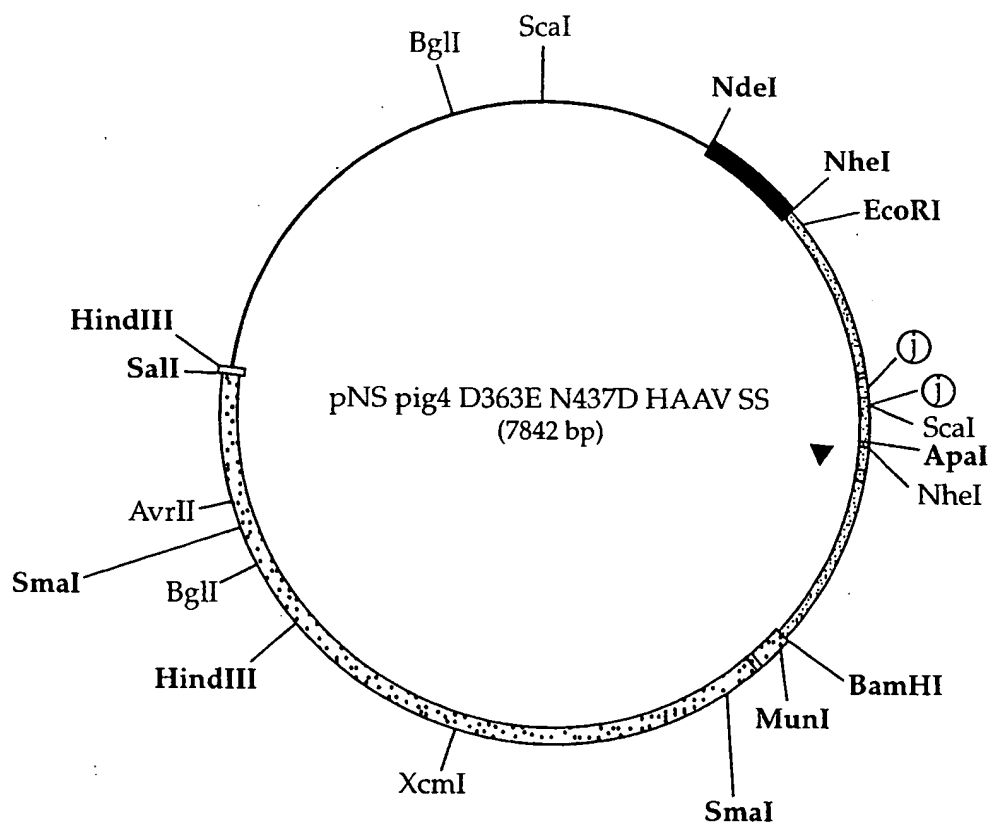 ScaI
BglI
NdeI
NheI
EcoRI
HindIII
SalI
j
j
pNS pig4 D363E N437D HAAV SS
(7842 bp)
ScaI
ApaI
NheI
AvrII
SmaI
BglI
HindIII
BamHI
MunI
XcmI
SmaI